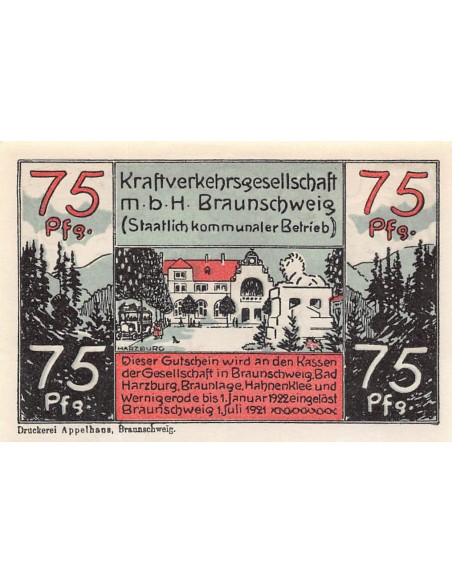 75 Pfg.
Kraftverkehrsgesellschaft
m.b.H. Braunschweig
(Staatlich kommunaler Betrieb)
75 Pfg.
HARZBURG
75 Pfg.
Dieser Gutschein wird an den Kassen
der Gesellschaft in Braunschweig, Bad
Harzburg, Braunlage, Hahnenklee und
Wernigerode bis 1. Januar 1922 eingelöst
Braunschweig 1. Juli 1921 xxxxxxxxx
75 Pfg.
Druckerei Appelhans, Braunschweig.